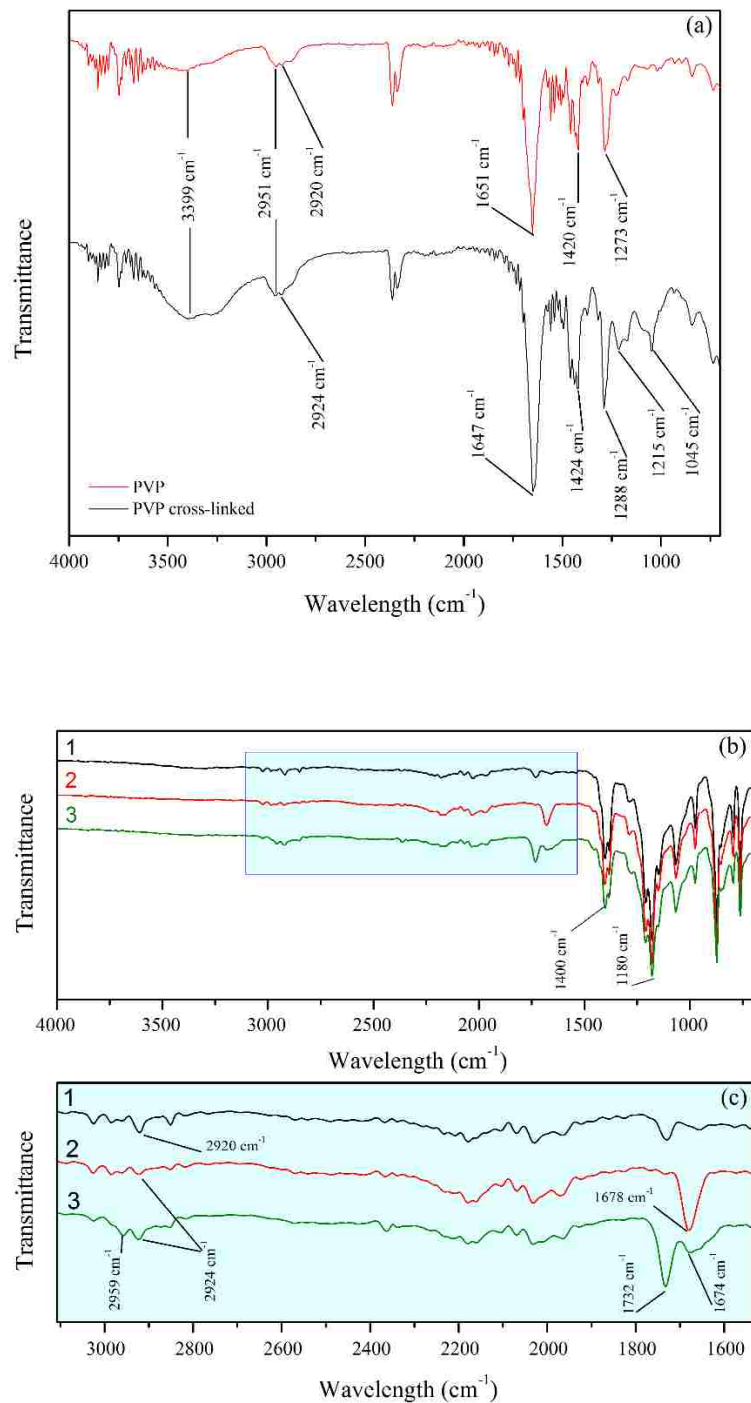 (a)
Transmittance
3399 cm⁻¹
2951 cm⁻¹
2920 cm⁻¹
1651 cm⁻¹
1420 cm⁻¹
1273 cm⁻¹
Transmittance
2924 cm⁻¹
1647 cm⁻¹
1424 cm⁻¹
1288 cm⁻¹
1215 cm⁻¹
1045 cm⁻¹
PVP
PVP cross-linked
4000 3500 3000 2500 2000 1500 1000
Wavelength (cm⁻¹)
(b)
1
2
3
Transmittance
1400 cm⁻¹
1180 cm⁻¹
4000 3500 3000 2500 2000 1500 1000
Wavelength (cm⁻¹)
(c)
1
2920 cm⁻¹
2
1678 cm⁻¹
3
Transmittance
2959 cm⁻¹
2924 cm⁻¹
1732 cm⁻¹
1674 cm⁻¹
3000 2800 2600 2400 2200 2000 1800 1600
Wavelength (cm⁻¹)